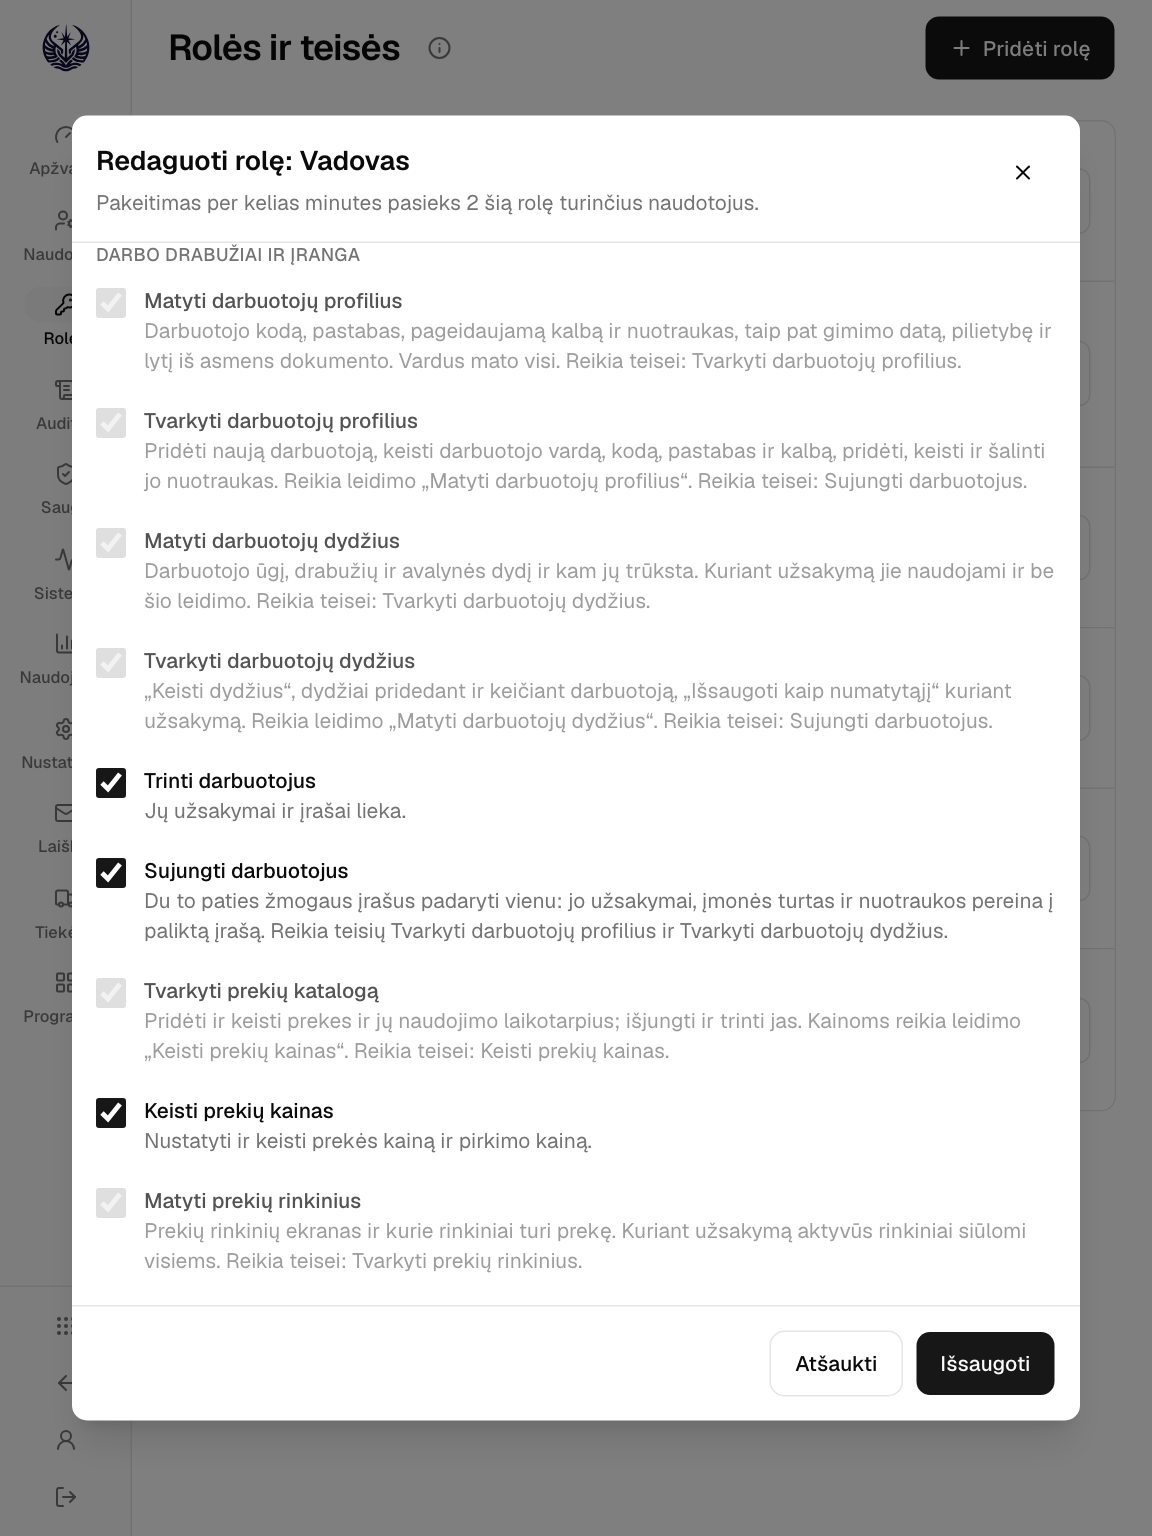 Rolės ir teisės
Pridėti rolę
Redaguoti rolę: Vadovas
Pakeitimas per kelias minutes pasieks 2 šią rolę turinčius naudotojus.
DARBO DRABUŽIAI IR ĮRANGA
Matyti darbuotojų profilius
Darbuotojo kodą, pastabas, pageidaujamą kalbą ir nuotraukas, taip pat gimimo datą, pilietybę ir
lytį iš asmens dokumento. Vardus mato visi. Reikia teisei: Tvarkyti darbuotojų profilius.
Tvarkyti darbuotojų profilius
Pridėti naują darbuotoją, keisti darbuotojo vardą, kodą, pastabas ir kalbą, pridėti, keisti ir šalinti
jo nuotraukas. Reikia leidimo „Matyti darbuotojų profilius“. Reikia teisei: Sujungti darbuotojus.
Matyti darbuotojų dydžius
Darbuotojo ūgį, drabužių ir avalynės dydį ir kam jų trūksta. Kuriant užsakymą jie naudojami ir be
šio leidimo. Reikia teisei: Tvarkyti darbuotojų dydžius.
Tvarkyti darbuotojų dydžius
„Keisti dydžius“, dydžiai pridedant ir keičiant darbuotoją, „Išsaugoti kaip numatytąjį“ kuriant
užsakymą. Reikia leidimo „Matyti darbuotojų dydžius“. Reikia teisei: Sujungti darbuotojus.
Trinti darbuotojus
Jų užsakymai ir įrašai lieka.
Sujungti darbuotojus
Du to paties žmogaus įrašus padaryti vienu: jo užsakymai, įmonės turtas ir nuotraukos pereina į
paliktą įrašą. Reikia teisių Tvarkyti darbuotojų profilius ir Tvarkyti darbuotojų dydžius.
Tvarkyti prekių katalogą
Pridėti ir keisti prekes ir jų naudojimo laikotarpius; išjungti ir trinti jas. Kainoms reikia leidimo
„Keisti prekių kainas“. Reikia teisei: Keisti prekių kainas.
Keisti prekių kainas
Nustatyti ir keisti prekės kainą ir pirkimo kainą.
Matyti prekių rinkinius
Prekių rinkinių ekranas ir kurie rinkiniai turi prekę. Kuriant užsakymą aktyvūs rinkiniai siūlomi
visiems. Reikia teisei: Tvarkyti prekių rinkinius.
Atšaukti
Išsaugoti